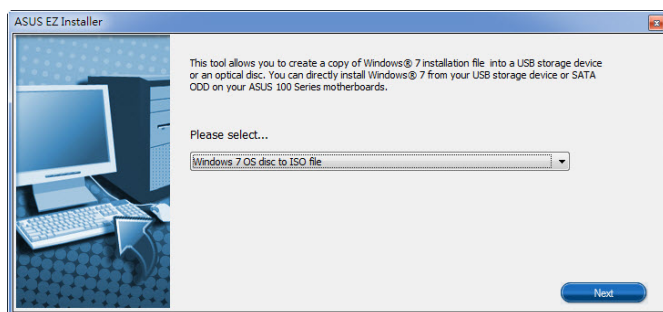 ASUS EZ Installer
This tool allows you to create a copy of Windows® 7 installation file into a USB storage device
or an optical disc. You can directly install Windows® 7 from your USB storage device or SATA
ODD on your ASUS 100 Series motherboards.
Please select...
Windows 7 OS disc to ISO file
Next